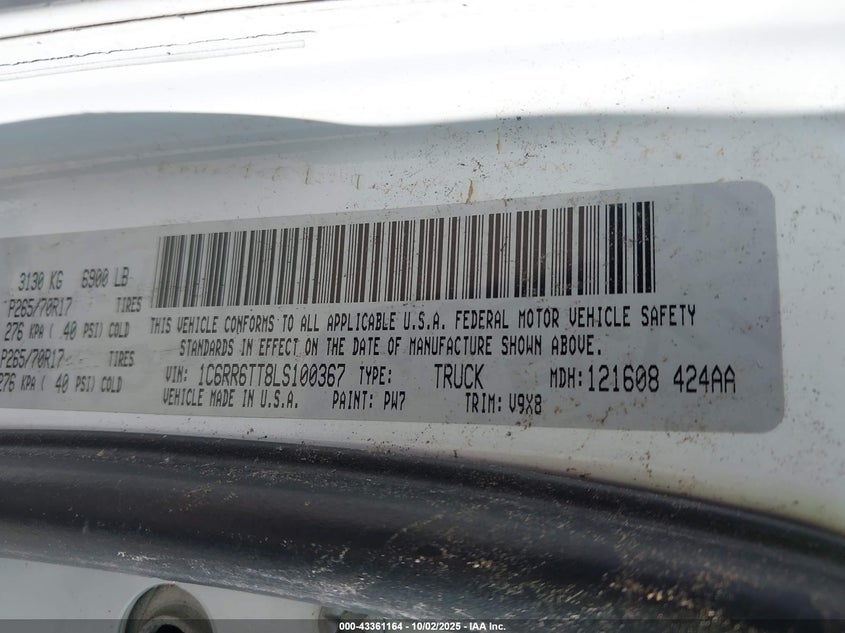 3130 KG 6900 LB
P265/70R17 TIRES
276 KPA ( 40 PSI) COLD
P265/70R17 TIRES
276 KPA ( 40 PSI) COLD
THIS VEHICLE CONFORMS TO ALL APPLICABLE U.S.A. FEDERAL MOTOR VEHICLE SAFETY
STANDARDS IN EFFECT ON THE DATE OF MANUFACTURE SHOWN ABOVE.
VIN: 1C6RR6TT8LS100367 TYPE: TRUCK MDH: 121608 424AA
VEHICLE MADE IN U.S.A. PAINT: PW7 TRIM: V9X8
000-43361164 - 10/02/2025 - IAA Inc.